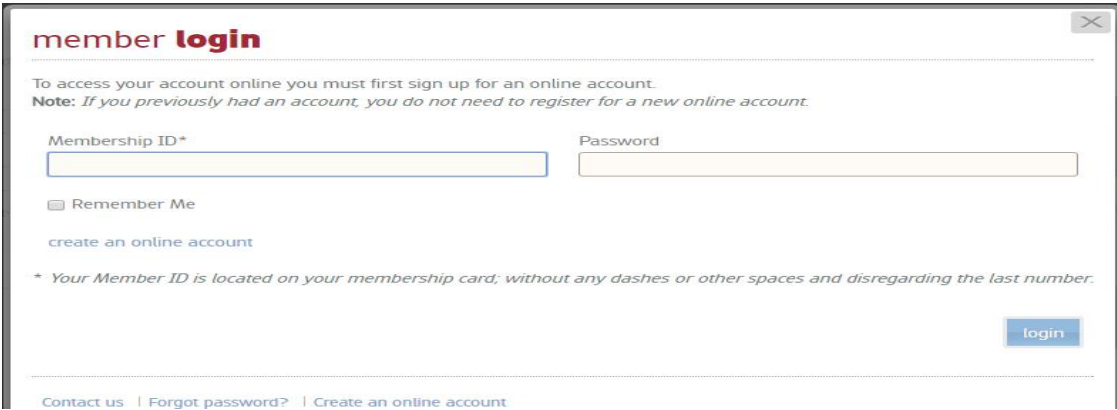 member login
To access your account online you must first sign up for an online account.
Note: If you previously had an account, you do not need to register for a new online account.
Membership ID* Password
Remember Me
create an online account
* Your Member ID is located on your membership card; without any dashes or other spaces and disregarding the last number.
login
Contact us | Forgot password? | Create an online account